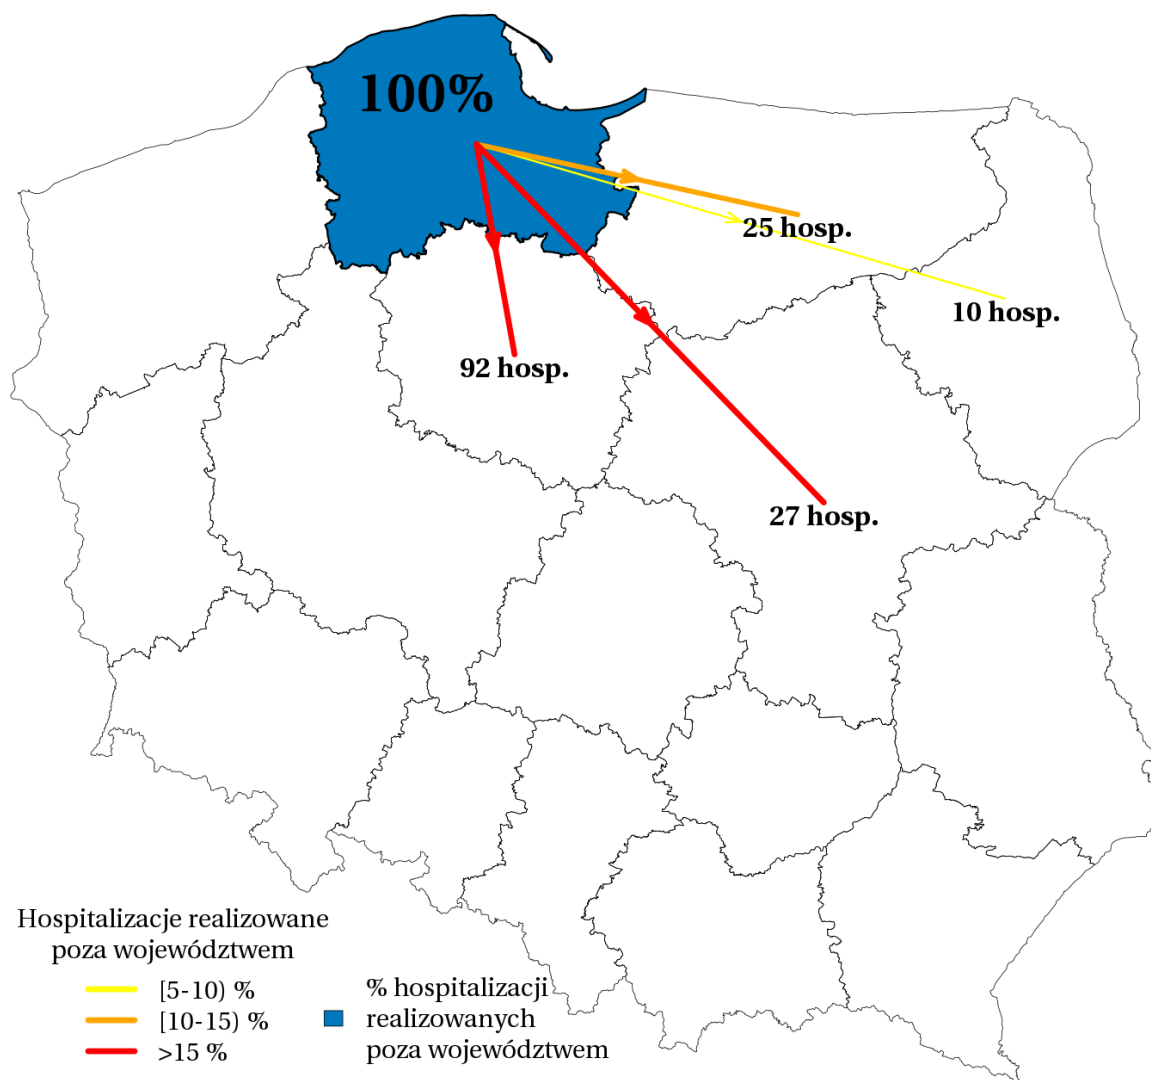 100%
25 hosp.
10 hosp.
92 hosp.
27 hosp.
Hospitalizacje realizowane
poza województwem
[5-10) %
[10-15) %
>15 %
% hospitalizacji
realizowanych
poza województwem